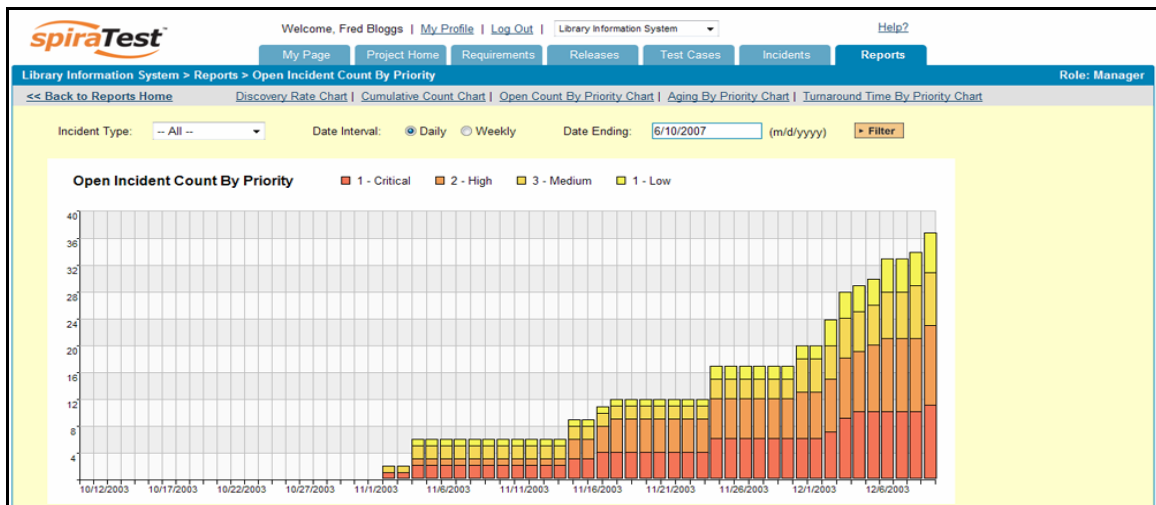 spiraTest
Welcome, Fred Bloggs | My Profile | Log Out | Library Information System Help?
My Page Project Home Requirements Releases Test Cases Incidents Reports
Library Information System > Reports > Open Incident Count By Priority Role: Manager
<< Back to Reports Home Discovery Rate Chart | Cumulative Count Chart | Open Count By Priority Chart | Aging By Priority Chart | Turnaround Time By Priority Chart
Incident Type: -- All -- Date Interval: Daily Weekly Date Ending: 6/10/2007 (m/d/yyyy) Filter
Open Incident Count By Priority 1 - Critical 2 - High 3 - Medium 1 - Low
40
36
32
28
24
20
16
12
8
4
10/12/2003 10/17/2003 10/22/2003 10/27/2003 11/1/2003 11/6/2003 11/11/2003 11/16/2003 11/21/2003 11/26/2003 12/1/2003 12/6/2003